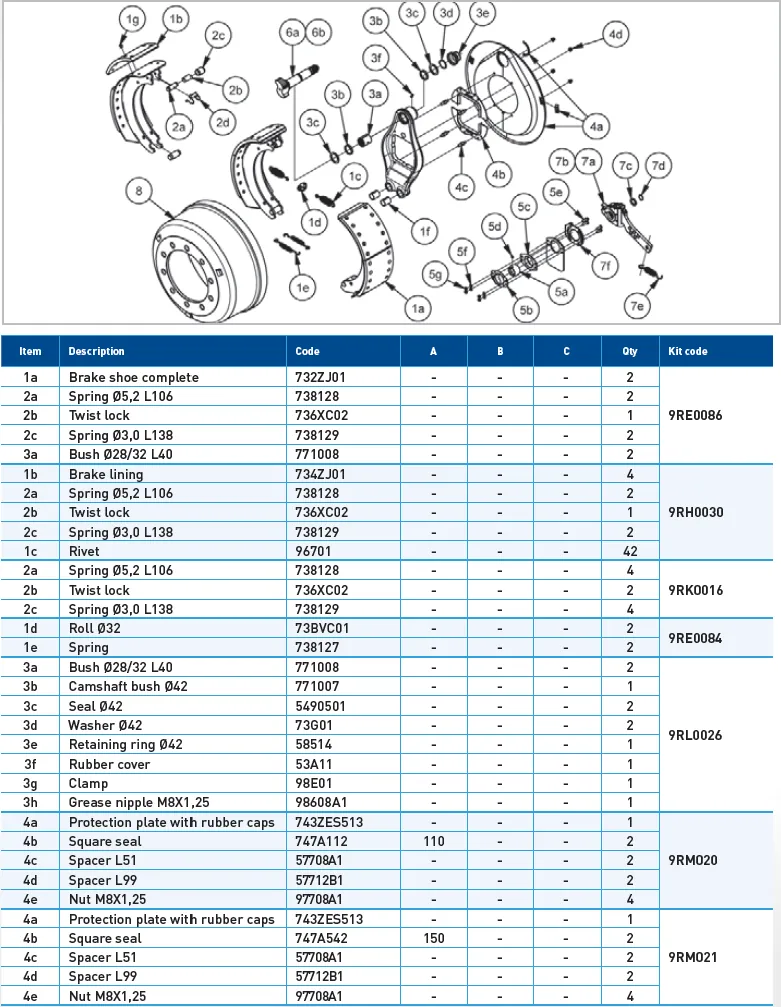 1g 1b 2c 2b 2a 2d
6a 6b
3b 3c 3d 3e
3f 3a 3b 3c
4d 4a 4b 4c
1c 1d 1f 1e 1a
8
7b 7a 7c 7d
5e 5c 5d 5f 5g 7f 5a 5b 7e
Item Description Code A B C Qty Kit code
1a Brake shoe complete 732ZJ01 - - - 2
2a Spring Ø5,2 L106 738128 - - - 2
2b Twist lock 736XC02 - - - 1 9RE0086
2c Spring Ø3,0 L138 738129 - - - 2
3a Bush Ø28/32 L40 771008 - - - 2
1b Brake lining 734ZJ01 - - - 4
2a Spring Ø5,2 L106 738128 - - - 2
2b Twist lock 736XC02 - - - 1 9RH0030
2c Spring Ø3,0 L138 738129 - - - 2
1c Rivet 96701 - - - 42
2a Spring Ø5,2 L106 738128 - - - 4
2b Twist lock 736XC02 - - - 2 9RK0016
2c Spring Ø3,0 L138 738129 - - - 4
1d Roll Ø32 73BVC01 - - - 2 9RE0084
1e Spring 738127 - - - 2
3a Bush Ø28/32 L40 771008 - - - 2
3b Camshaft bush Ø42 771007 - - - 1
3c Seal Ø42 5490501 - - - 2
3d Washer Ø42 73G01 - - - 2 9RL0026
3e Retaining ring Ø42 58514 - - - 1
3f Rubber cover 53A11 - - - 1
3g Clamp 98E01 - - - 1
3h Grease nipple M8X1,25 98608A1 - - - 1
4a Protection plate with rubber caps 743ZES513 - - - 1
4b Square seal 747A112 110 - - 2
4c Spacer L51 57708A1 - - - 2 9RM020
4d Spacer L99 57712B1 - - - 2
4e Nut M8X1,25 97708A1 - - - 4
4a Protection plate with rubber caps 743ZES513 - - - 1
4b Square seal 747A542 150 - - 2
4c Spacer L51 57708A1 - - - 2 9RM021
4d Spacer L99 57712B1 - - - 2
4e Nut M8X1,25 97708A1 - - - 4